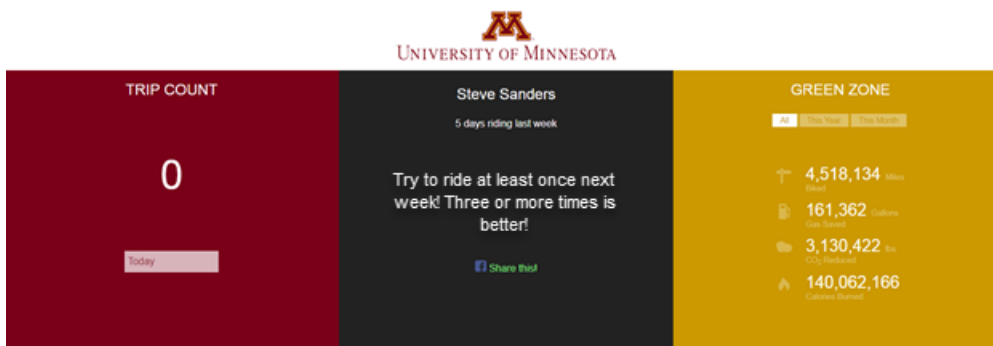 M
UNIVERSITY OF MINNESOTA
TRIP COUNT
0
Today
Steve Sanders
5 days riding last week
Try to ride at least once next
week! Three or more times is
better!
Share this!
GREEN ZONE
All This Year This Month
4,518,134 Miles
Biked
161,362 Gallons
Gas Saved
3,130,422 lbs
CO₂ Reduced
140,062,166
Calories Burned